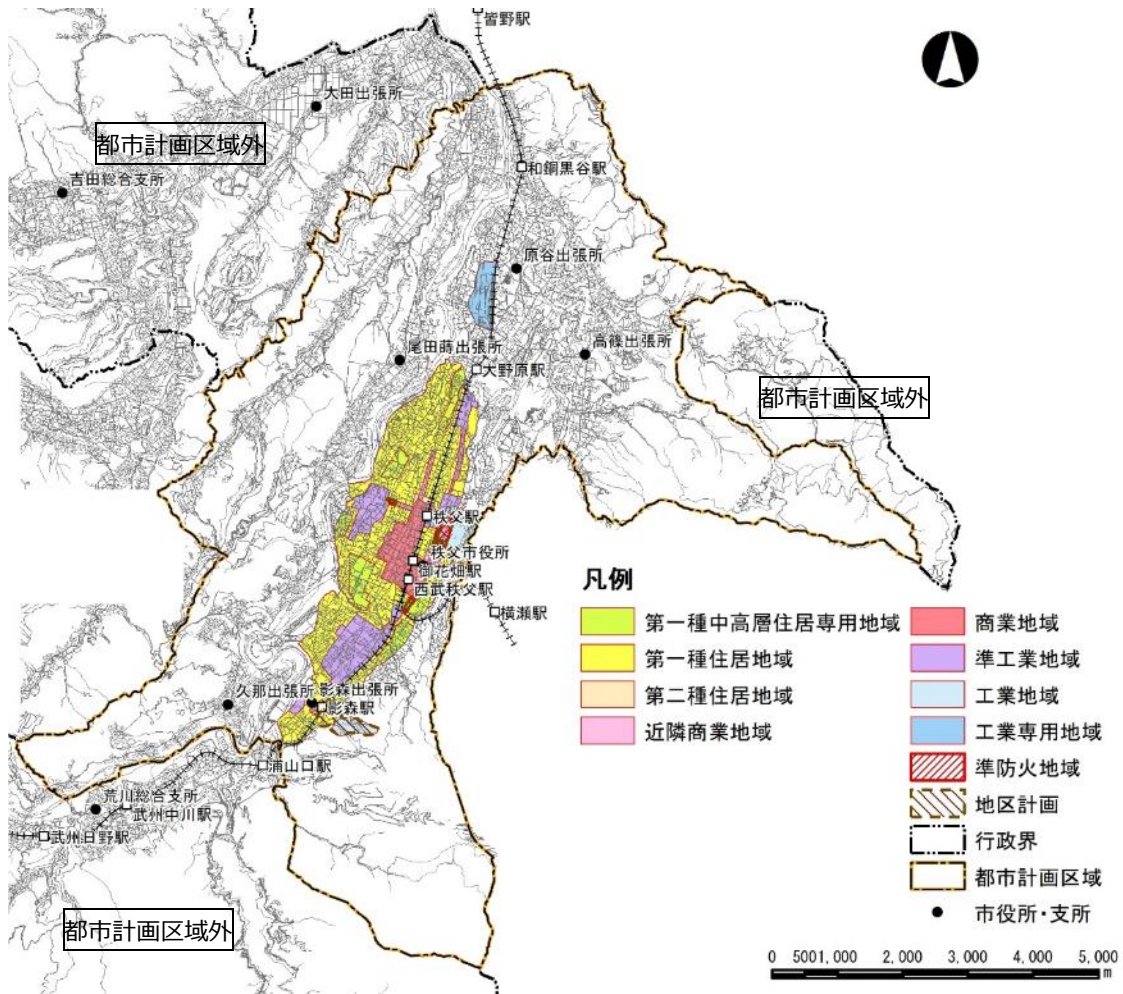 皆野駅
大田出張所
都市計画区域外
和銅黒谷駅
吉田総合支所
原谷出張所
高篠出張所
尾田蒔出張所
大野原駅
都市計画区域外
秩父駅
秩父市役所
御花畑駅
西武秩父駅
横瀬駅
久那出張所
影森出張所
影森駅
浦山口駅
荒川総合支所
武州中川駅
武州日野駅
都市計画区域外
凡例
第一種中高層住居専用地域
第一種住居地域
第二種住居地域
近隣商業地域
商業地域
準工業地域
工業地域
工業専用地域
準防火地域
地区計画
行政界
都市計画区域
市役所・支所
0 500 1,000 2,000 3,000 4,000 5,000
m